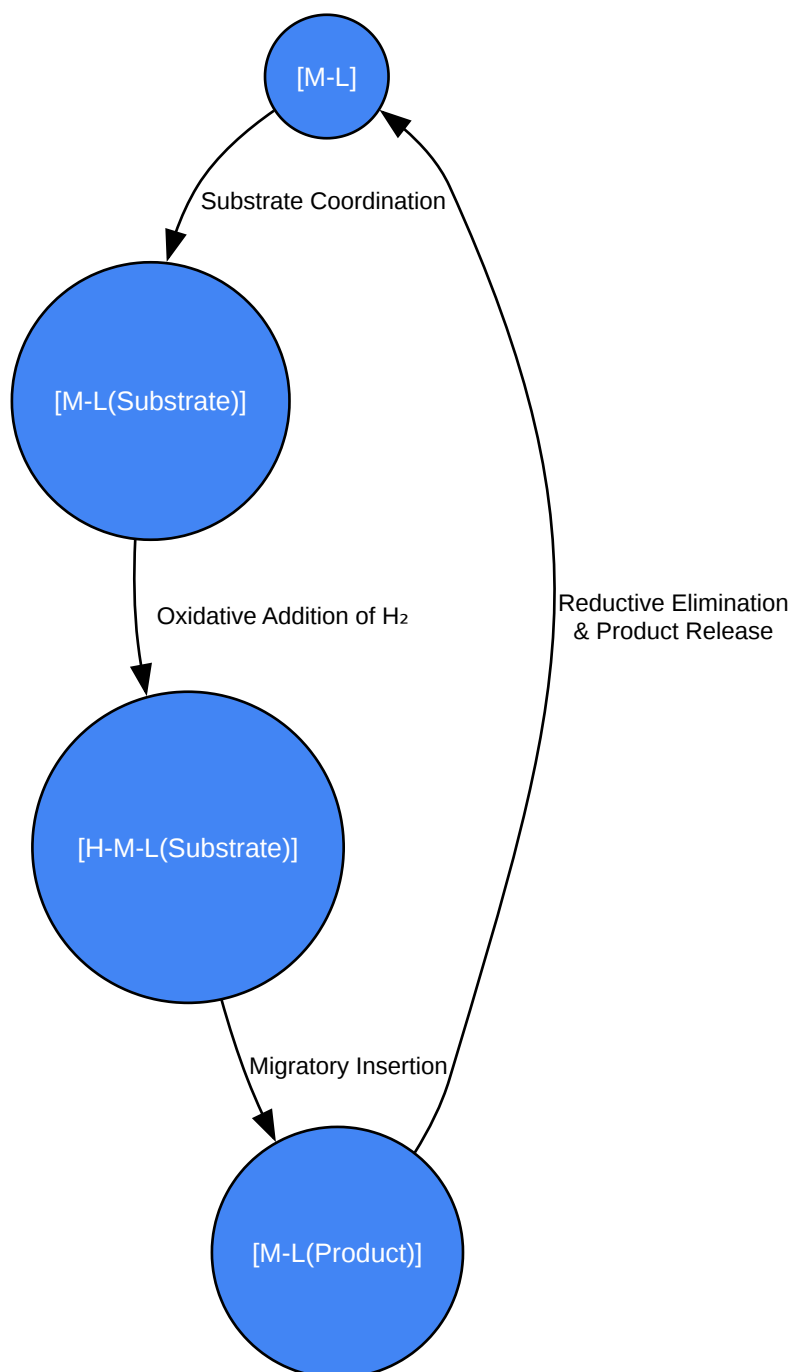 [M-L]
Substrate Coordination
[M-L(Substrate)]
Oxidative Addition of H₂
Reductive Elimination
& Product Release
[H-M-L(Substrate)]
Migratory Insertion
[M-L(Product)]